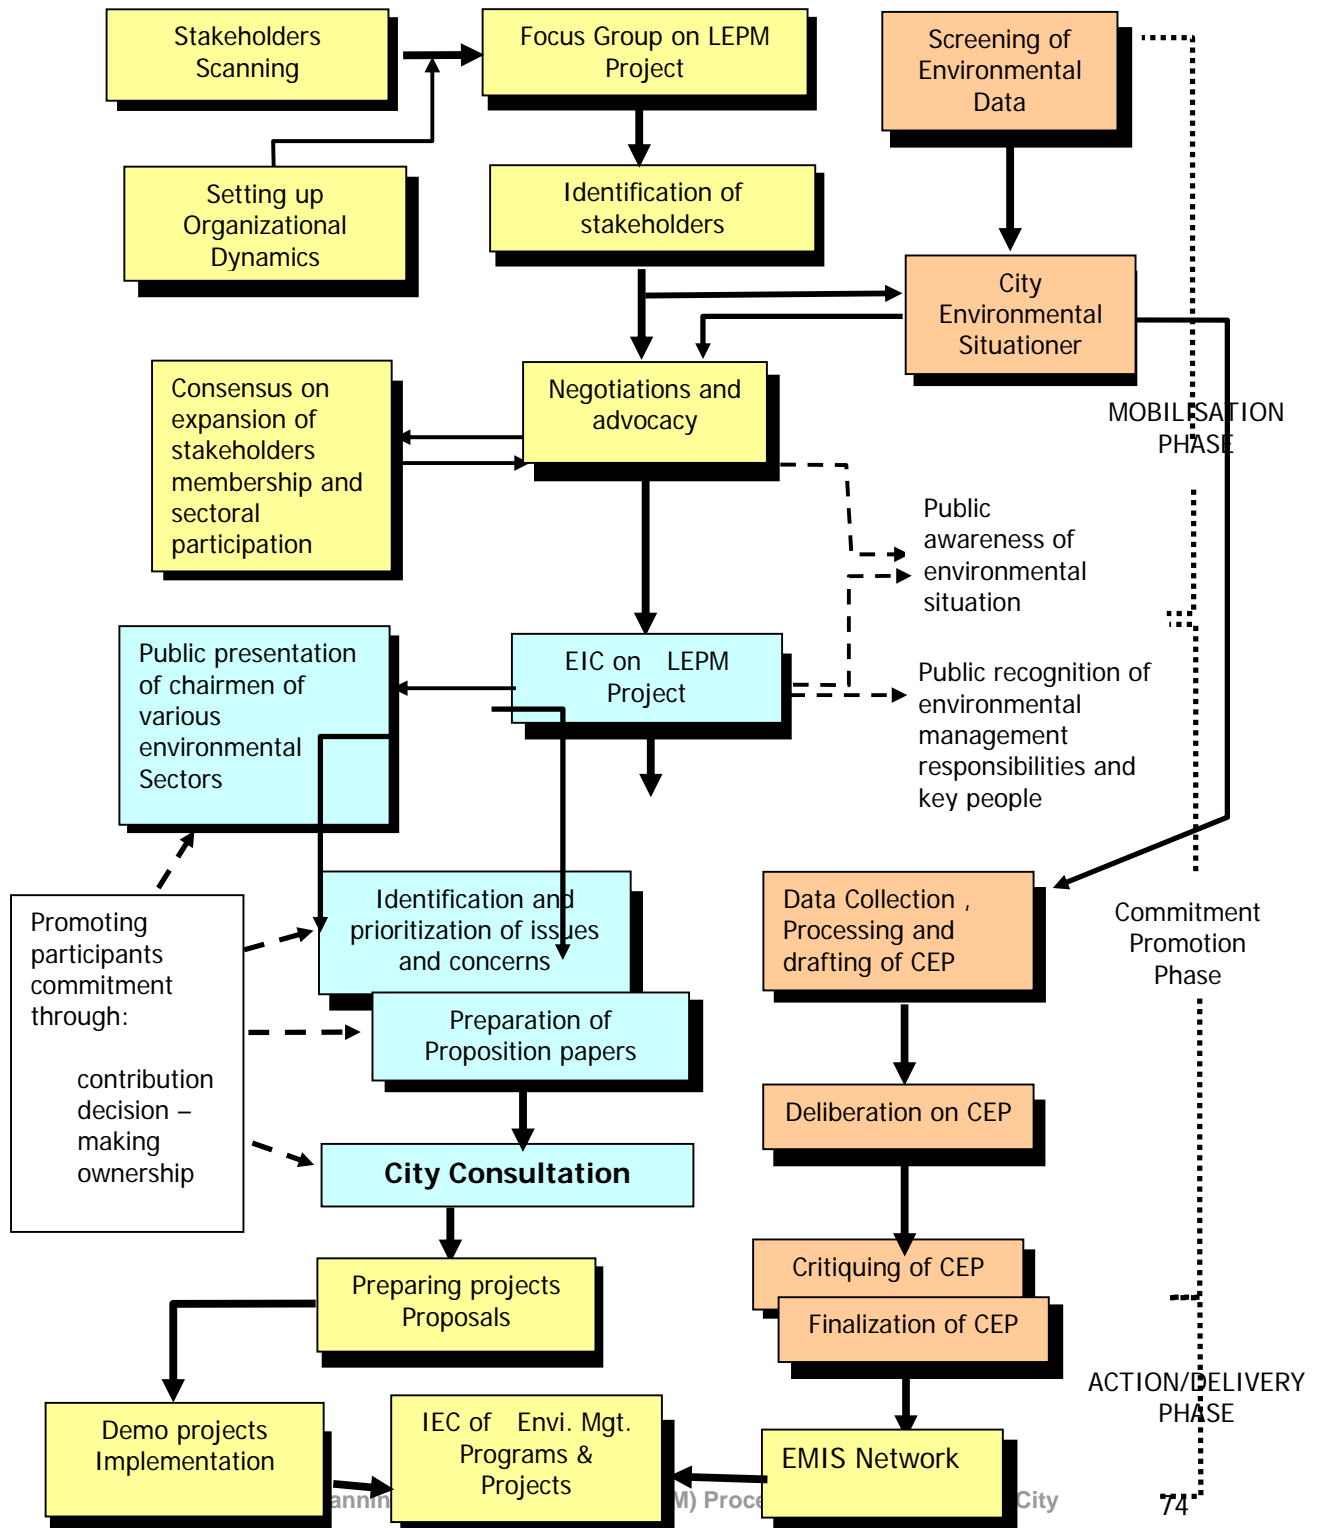 Stakeholders
Scanning
Focus Group on LEPM
Project
Screening of
Environmental
Data
Setting up
Organizational
Dynamics
Identification of
stakeholders
City
Environmental
Situationer
Consensus on
expansion of
stakeholders
membership and
sectoral
participation
Negotiations and
advocacy
MOBILISATION
PHASE
Public
awareness of
environmental
situation
Public presentation
of chairmen of
various
environmental
Sectors
EIC on LEPM
Project
Public recognition of
environmental
management
responsibilities and
key people
Promoting
participants
commitment
through:
contribution
decision –
making
ownership
Identification and
prioritization of issues
and concerns
Preparation of
Proposition papers
Data Collection ,
Processing and
drafting of CEP
Commitment
Promotion
Phase
Deliberation on CEP
City Consultation
Critiquing of CEP
Finalization of CEP
Preparing projects
Proposals
ACTION/DELIVERY
PHASE
Demo projects
Implementation
IEC of Envi. Mgt.
Programs &
Projects
EMIS Network
City
74